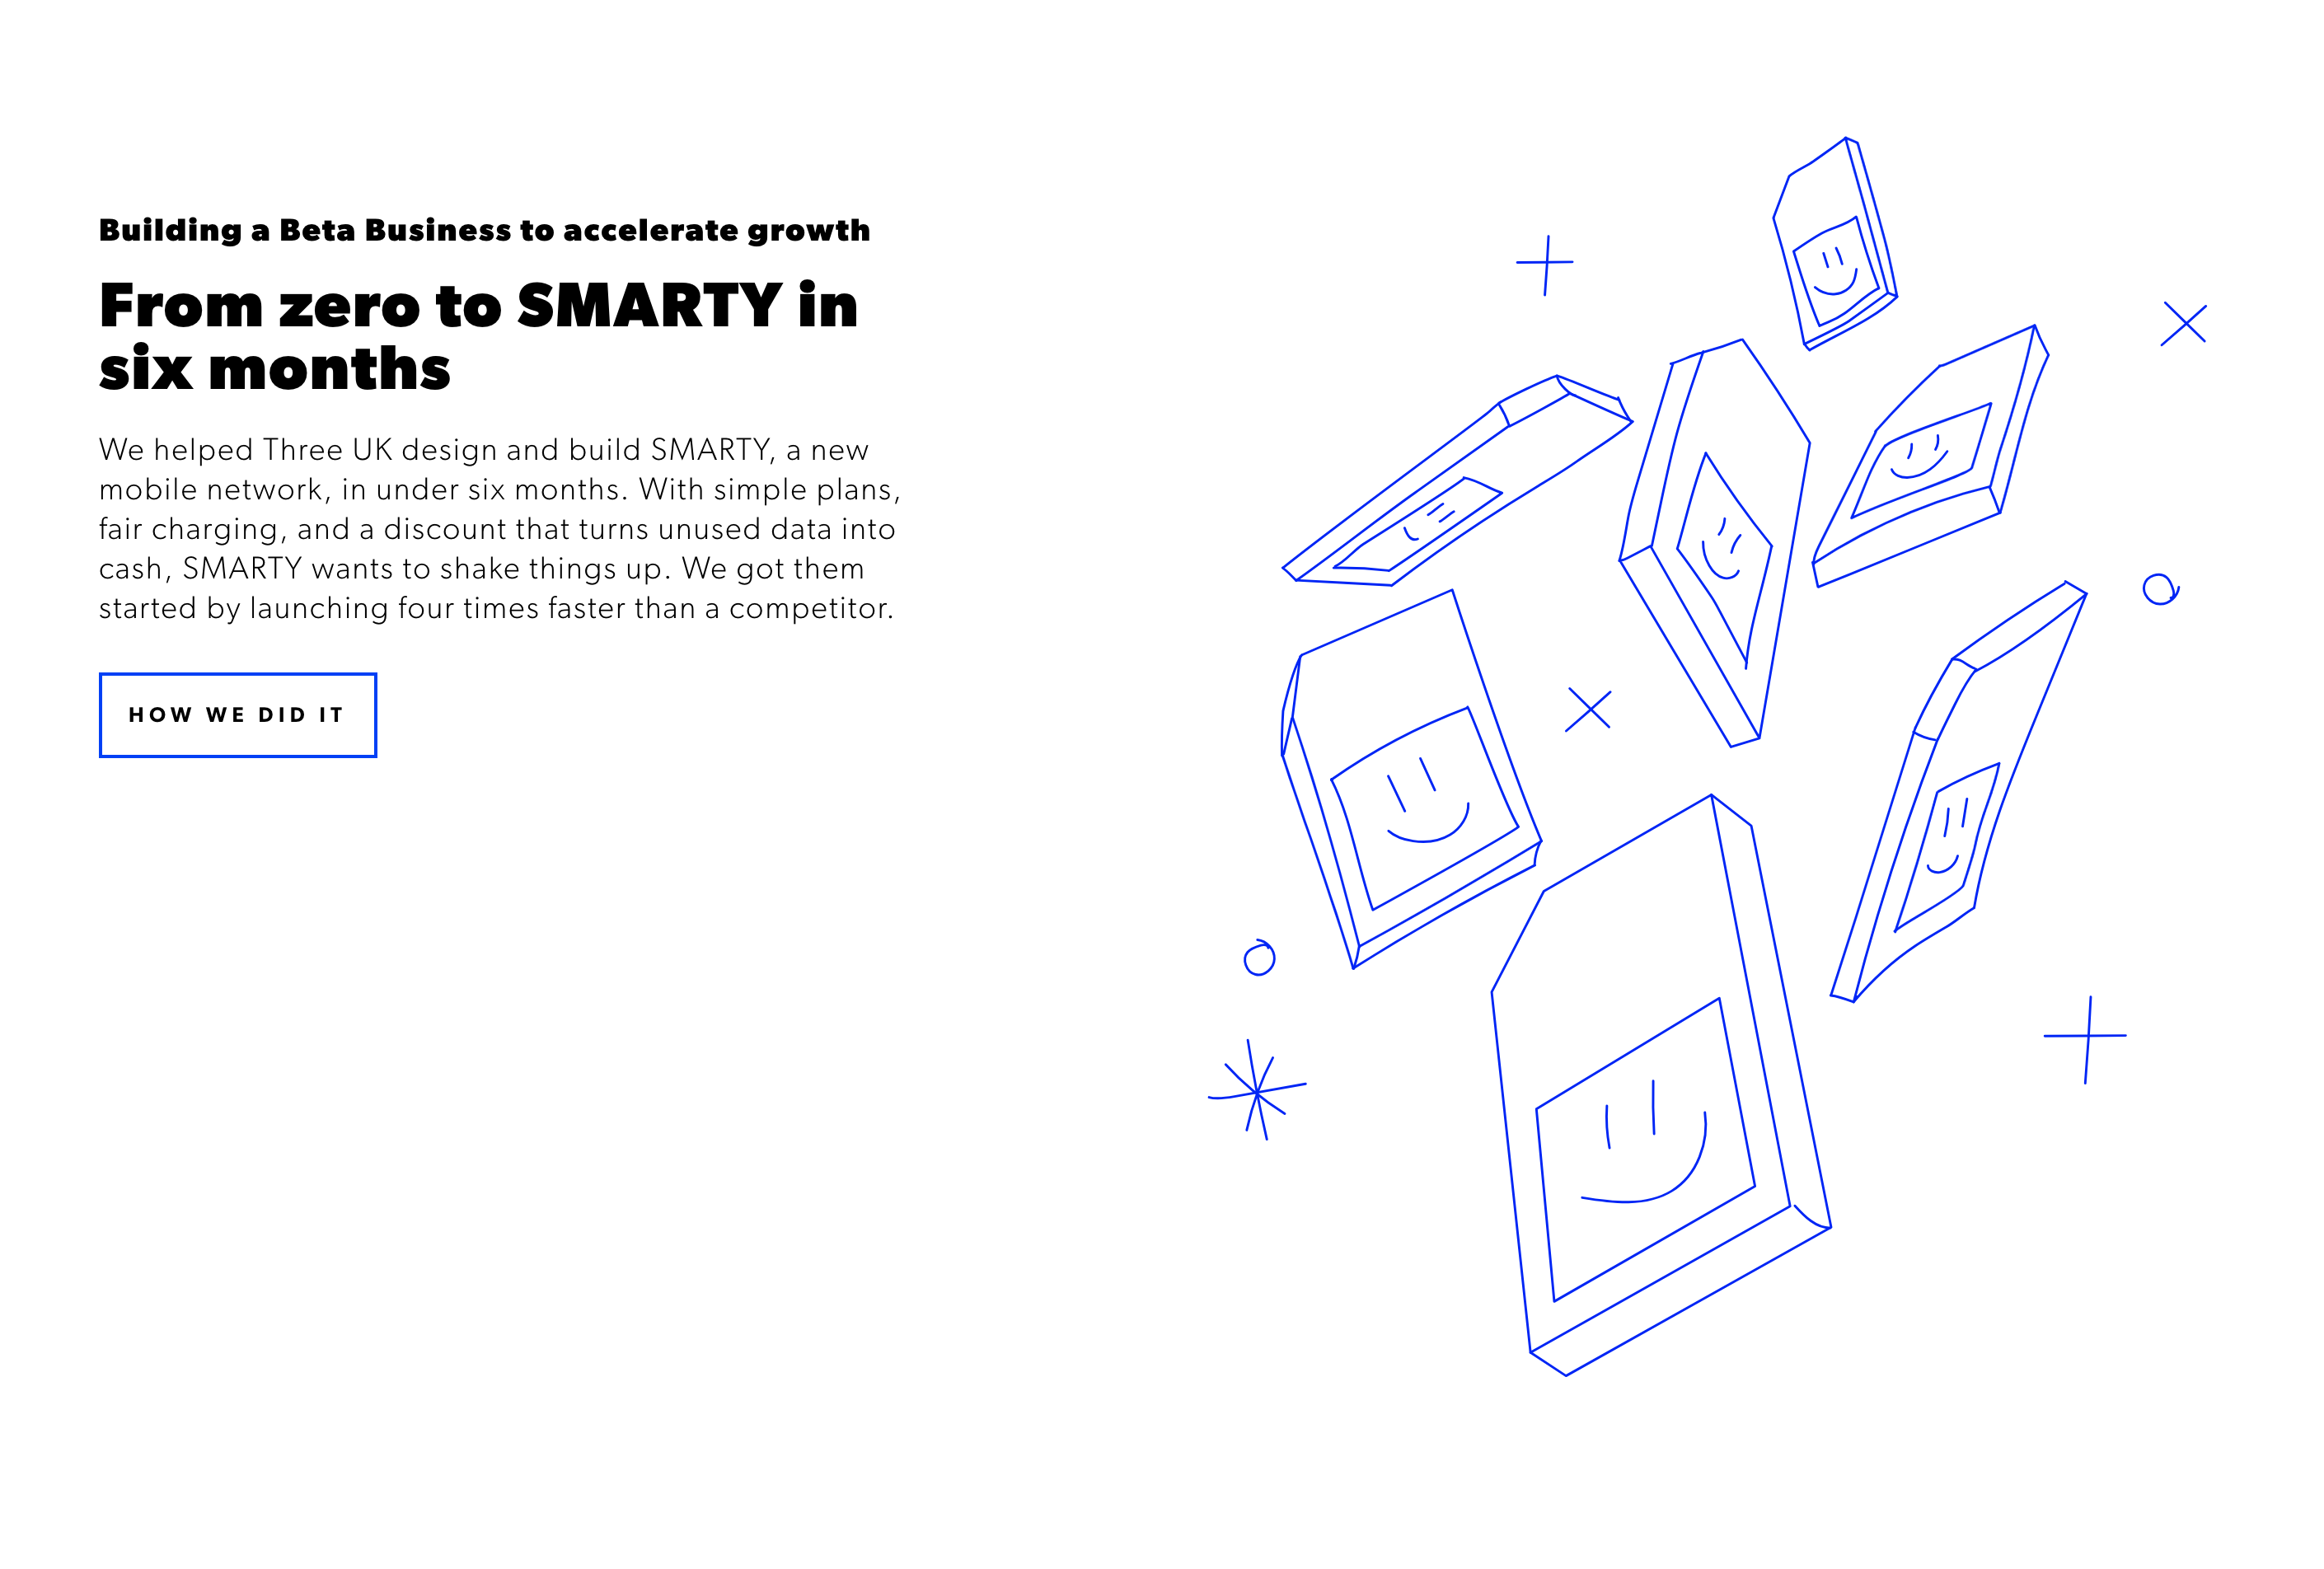 Building a Beta Business to accelerate growth
From zero to SMARTY in
six months
We helped Three UK design and build SMARTY, a new
mobile network, in under six months. With simple plans,
fair charging, and a discount that turns unused data into
cash, SMARTY wants to shake things up. We got them
started by launching four times faster than a competitor.
HOW WE DID IT